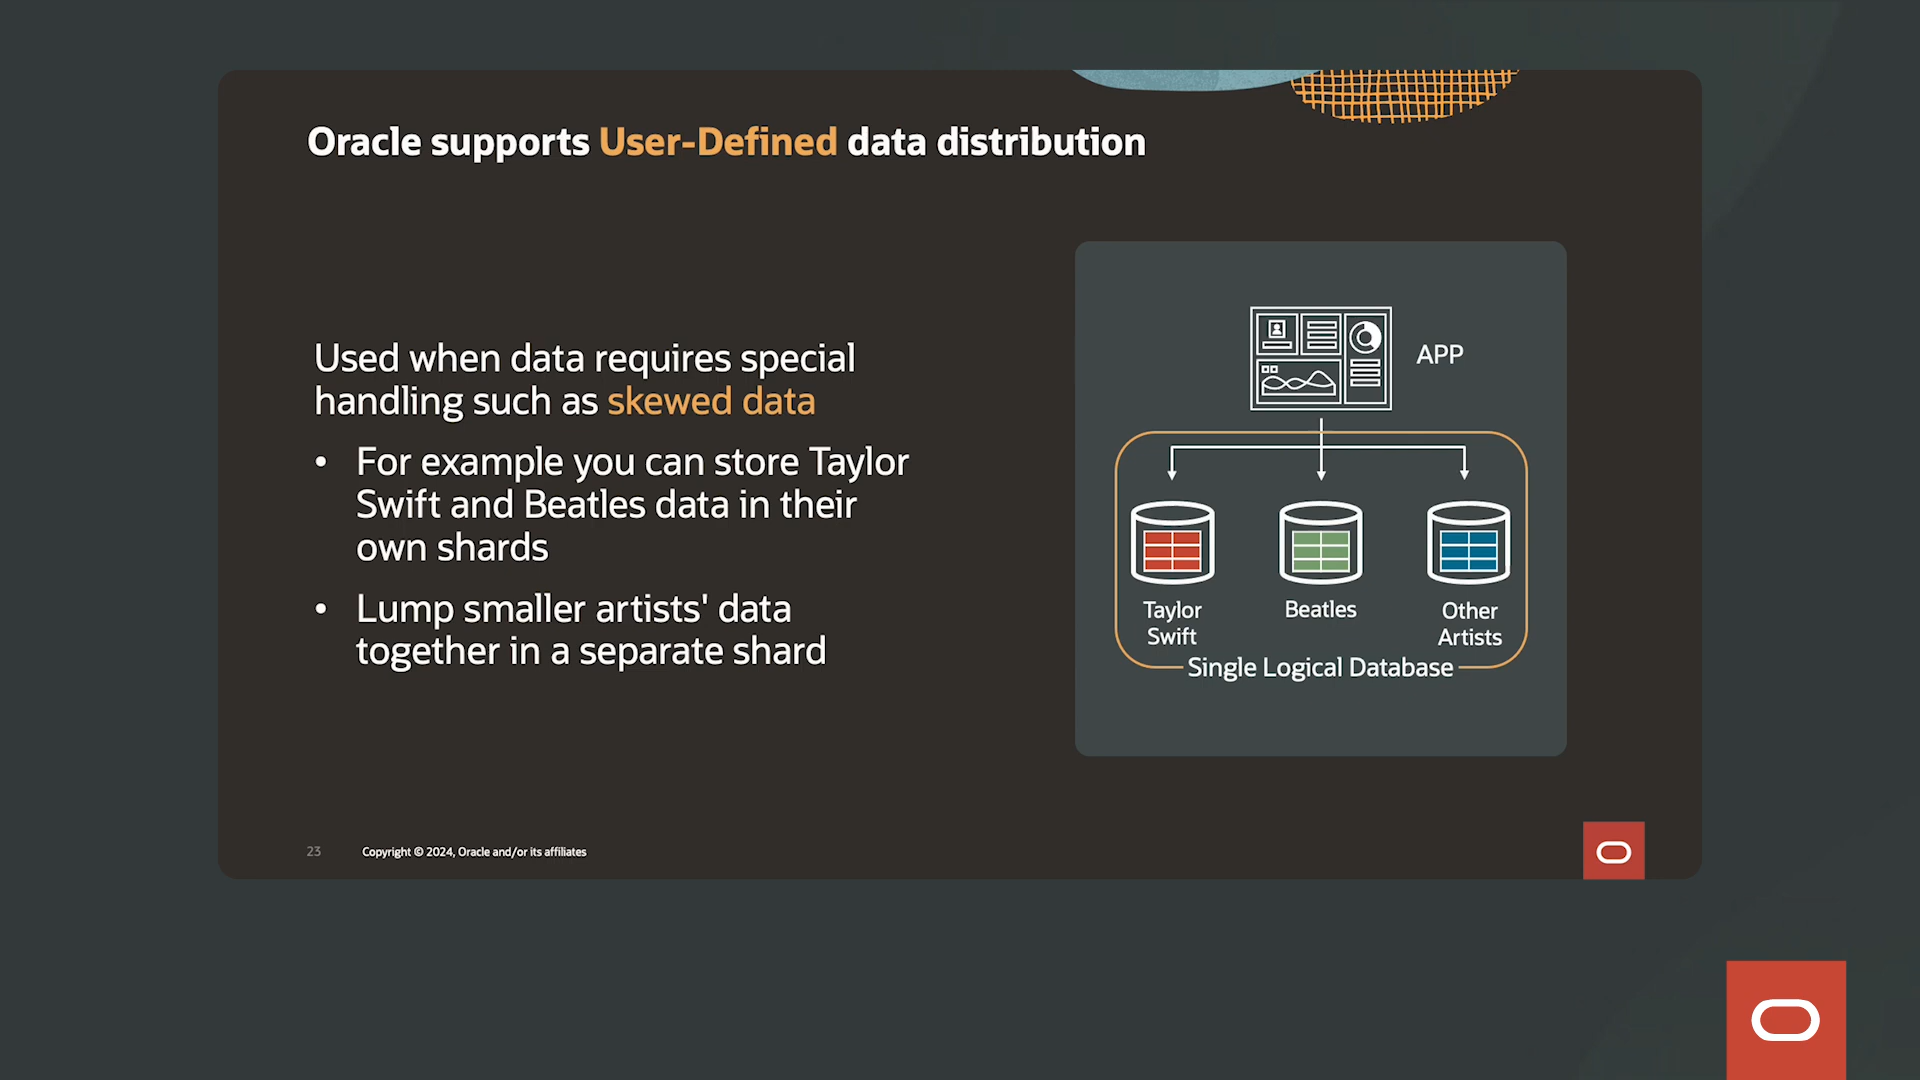 Oracle supports User-Defined data distribution
Used when data requires special
handling such as skewed data
• For example you can store Taylor
Swift and Beatles data in their
own shards
• Lump smaller artists' data
together in a separate shard
APP
Taylor
Swift
Beatles
Other
Artists
Single Logical Database
23
Copyright © 2024, Oracle and/or its affiliates